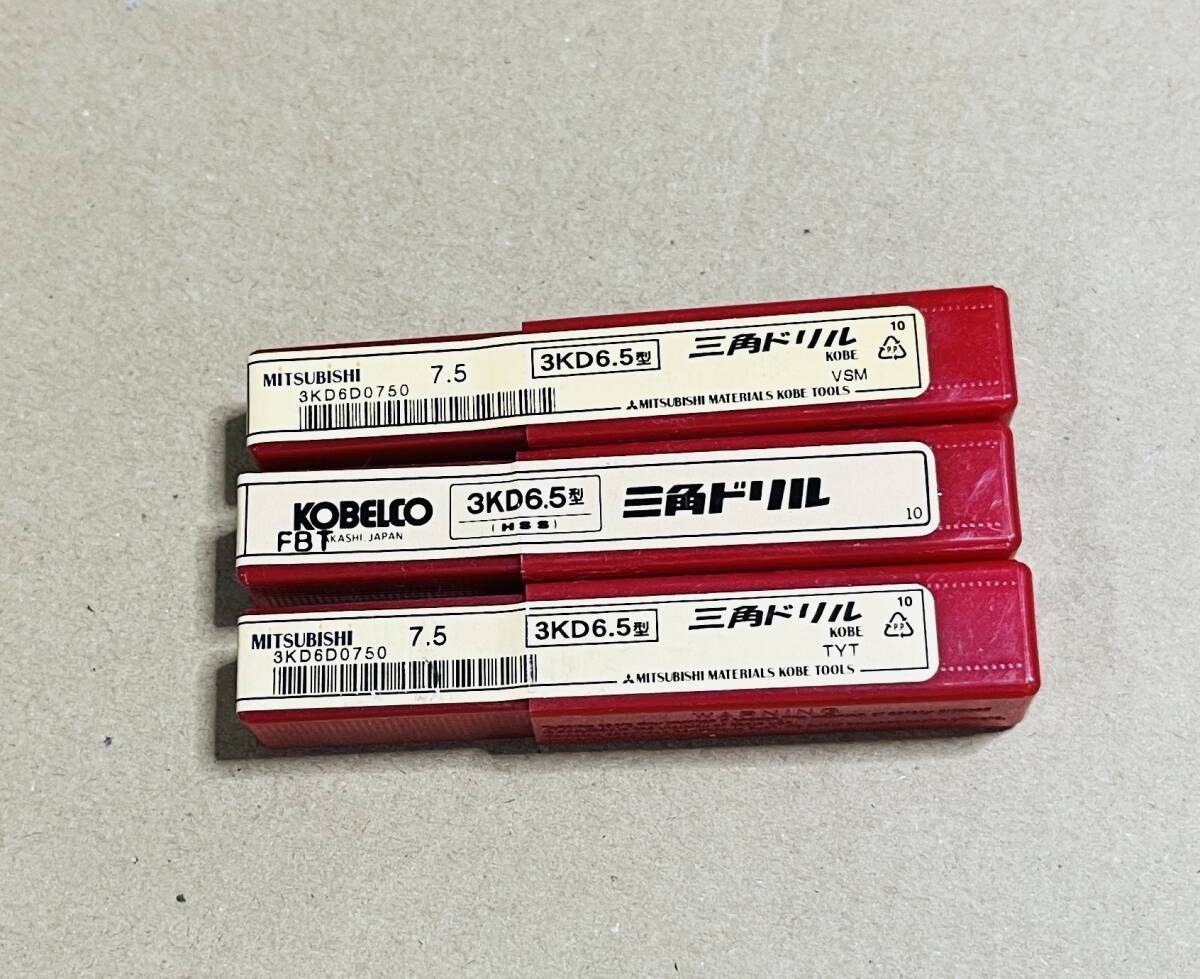 MITSUBISHI 7.5 3KD6.5型 三角ドリル 10
KOBE PP
3KD6D0750 VSM
MITSUBISHI MATERIALS KOBE TOOLS
KOBELCO 3KD6.5型 三角ドリル
(HSS) 10
AKASHI, JAPAN
FBT
MITSUBISHI 7.5 3KD6.5型 三角ドリル 10
KOBE PP
3KD6D0750 TYT
MITSUBISHI MATERIALS KOBE TOOLS